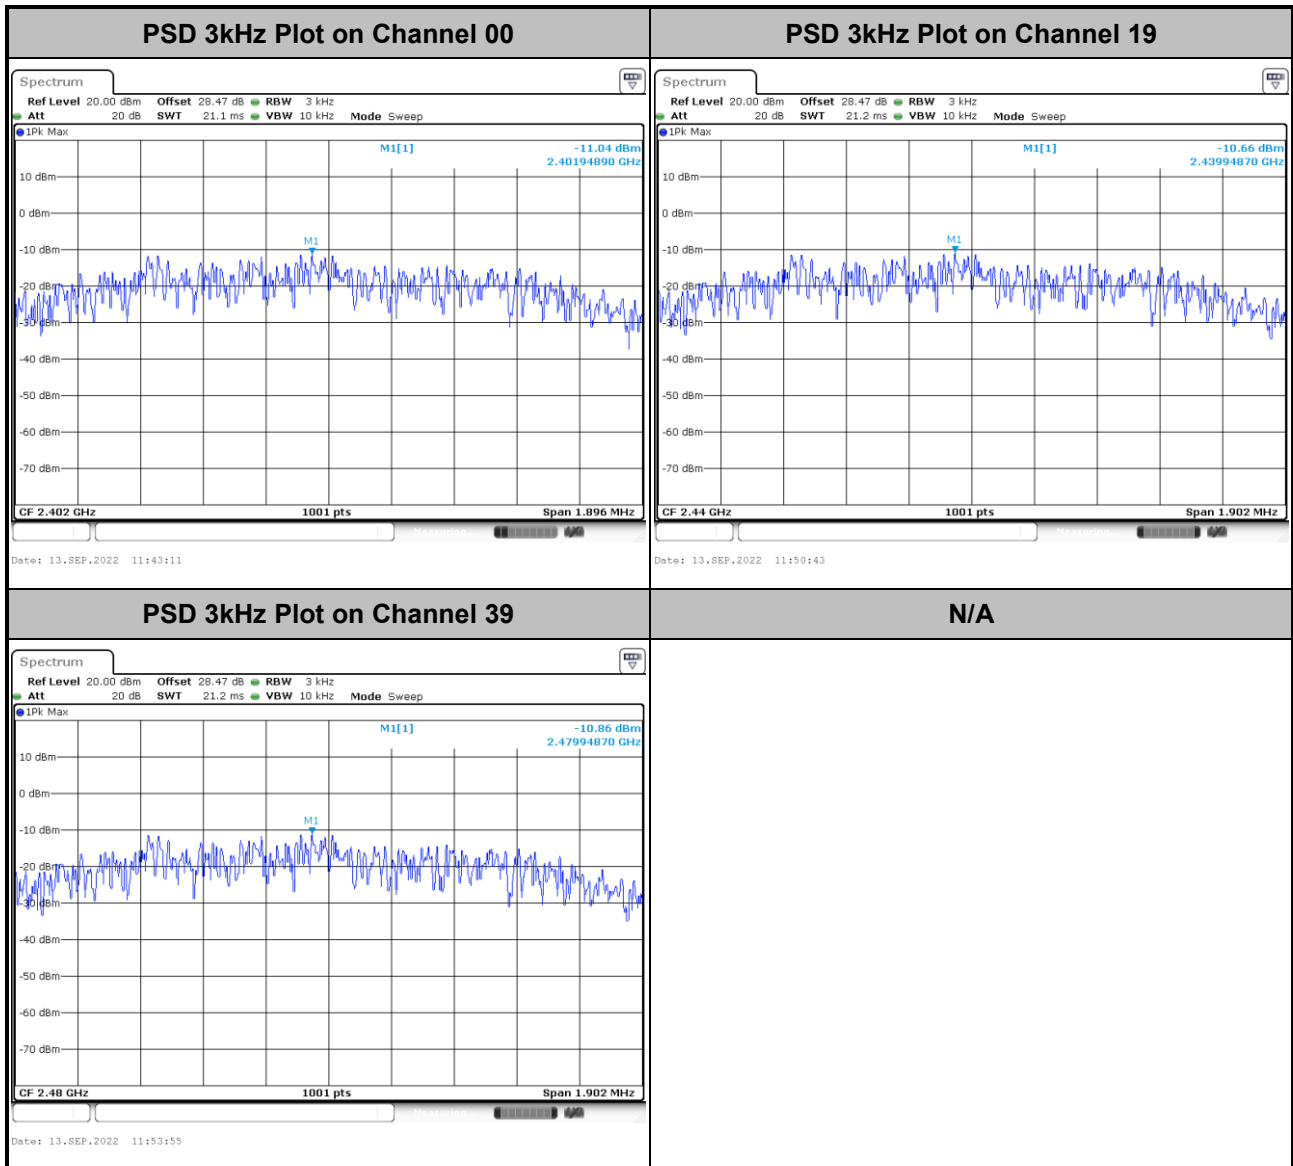 PSD 3kHz Plot on Channel 00
Spectrum
Ref Level 20.00 dBm Offset 28.47 dB RBW 3 kHz
Att 20 dB SWT 21.1 ms VBW 10 kHz Mode Sweep
1Pk Max
M1[1] -11.04 dBm
2.40194890 GHz
10 dBm
0 dBm
M1
-10 dBm
-20 dBm
-30 dBm
-40 dBm
-50 dBm
-60 dBm
-70 dBm
CF 2.402 GHz 1001 pts Span 1.896 MHz
Measuring...
Date: 13.SEP.2022 11:43:11
PSD 3kHz Plot on Channel 19
Spectrum
Ref Level 20.00 dBm Offset 28.47 dB RBW 3 kHz
Att 20 dB SWT 21.2 ms VBW 10 kHz Mode Sweep
1Pk Max
M1[1] -10.66 dBm
2.43994870 GHz
10 dBm
0 dBm
M1
-10 dBm
-20 dBm
-30 dBm
-40 dBm
-50 dBm
-60 dBm
-70 dBm
CF 2.44 GHz 1001 pts Span 1.902 MHz
Measuring...
Date: 13.SEP.2022 11:50:43
PSD 3kHz Plot on Channel 39
Spectrum
Ref Level 20.00 dBm Offset 28.47 dB RBW 3 kHz
Att 20 dB SWT 21.2 ms VBW 10 kHz Mode Sweep
1Pk Max
M1[1] -10.86 dBm
2.47994870 GHz
10 dBm
0 dBm
M1
-10 dBm
-20 dBm
-30 dBm
-40 dBm
-50 dBm
-60 dBm
-70 dBm
CF 2.48 GHz 1001 pts Span 1.902 MHz
Measuring...
Date: 13.SEP.2022 11:53:55
N/A